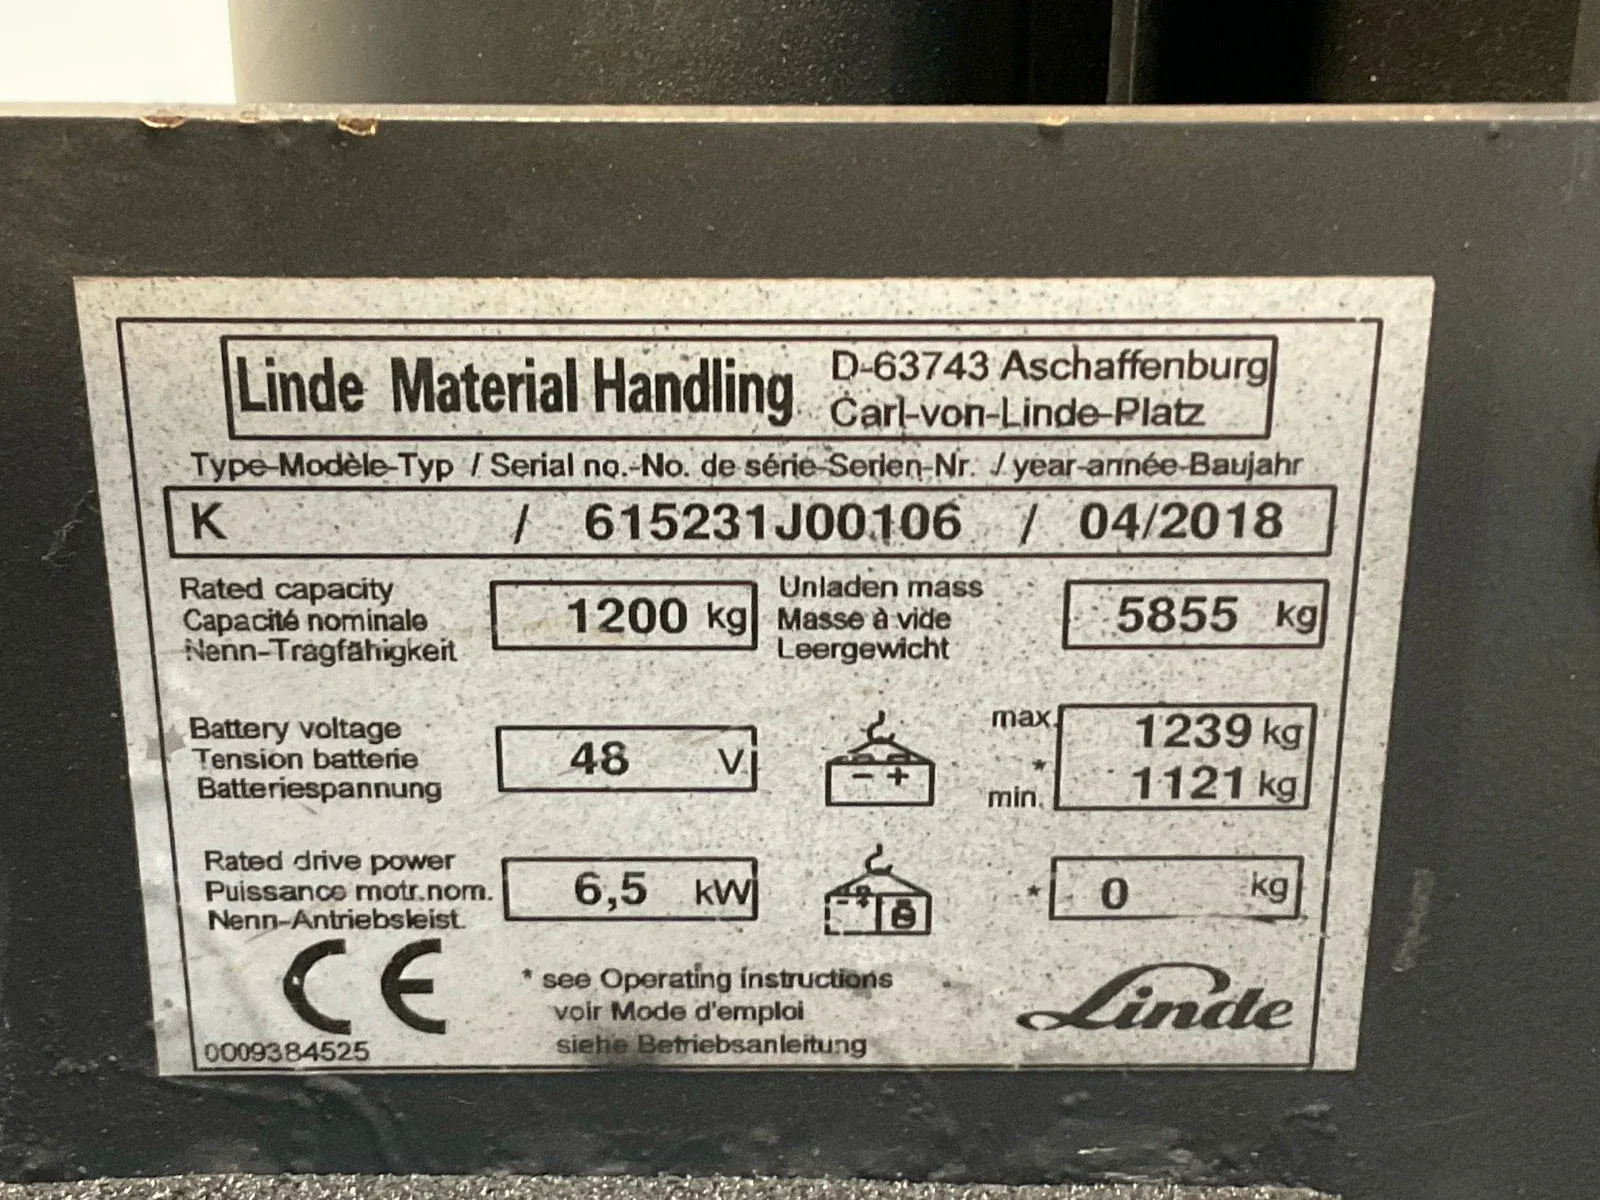 Linde Material Handling D-63743 Aschaffenburg
Carl-von-Linde-Platz
Type-Modèle-Typ / Serial no.-No. de série-Serien-Nr. / year-année-Baujahr
K / 615231J00106 / 04/2018
Rated capacity
Capacité nominale
Nenn-Tragfähigkeit
1200 kg
Unladen mass
Masse à vide
Leergewicht
5855 kg
Battery voltage
Tension batterie
Batteriespannung
48 V
- +
max. 1239 kg
*
min. 1121 kg
Rated drive power
Puissance motr.nom.
Nenn-Antriebsleist.
6,5 kW
- +
* 0 kg
CE
0009384525
* see Operating instructions
voir Mode d'emploi
siehe Betriebsanleitung
Linde